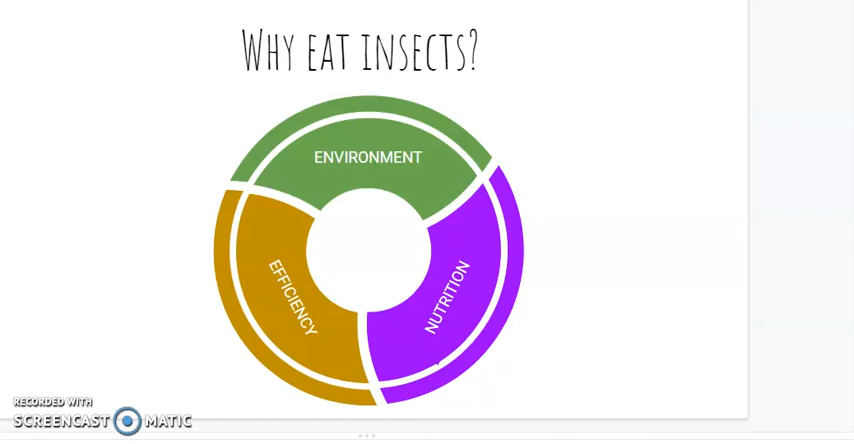 Why eat insects?
ENVIRONMENT
EFFICIENCY
NUTRITION
RECORDED WITH
SCREENCAST MATIC